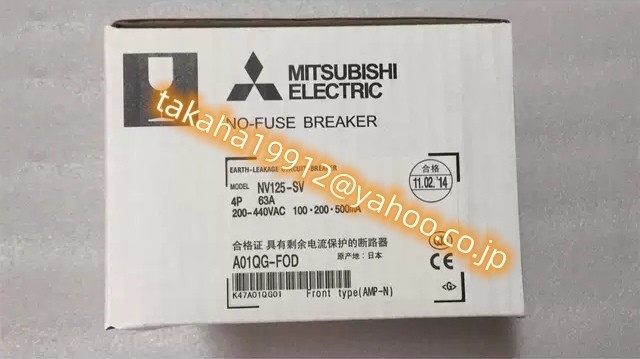 MITSUBISHI
ELECTRIC
NO-FUSE BREAKER
takaha19912@yahoo.co.jp
EARTH-LEAKAGE CIRCUIT BREAKER
MODEL NV125-SV
4P 63A
200-440VAC 100・200・500mA
合格
11.02.'14
合格证 具有剩余电流保护的断路器
A01QG-FOD
原产地：日本
CE
<G>
K47A01QG01 Front type(AMP-N)